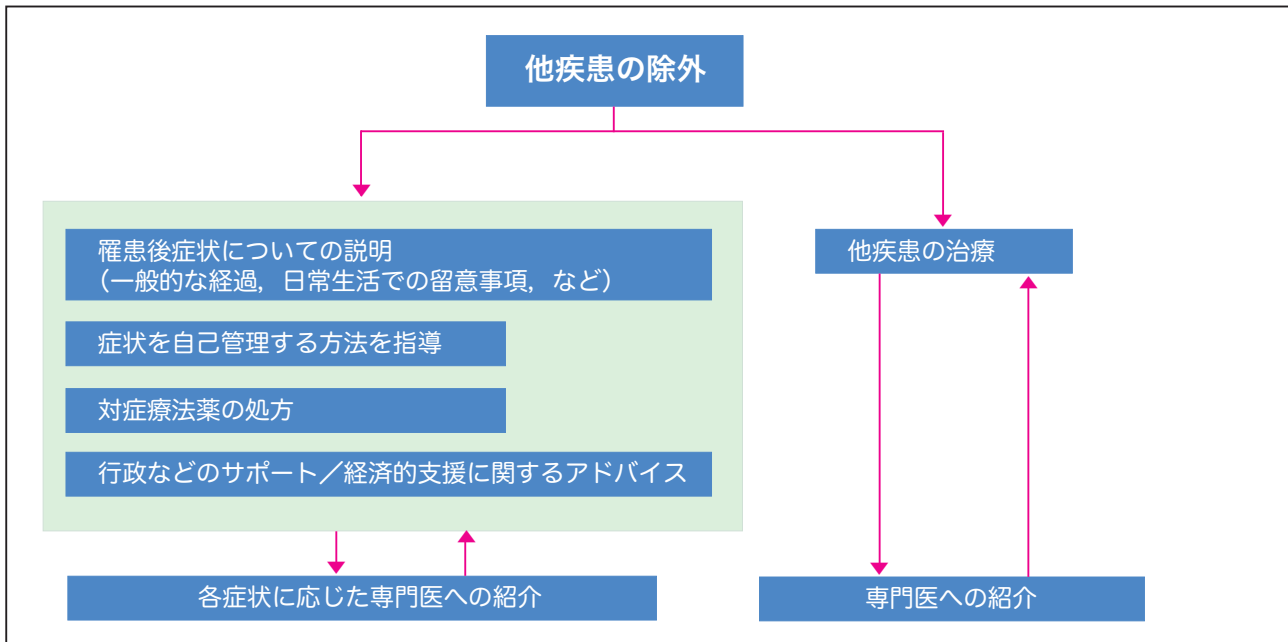 他疾患の除外
罹患後症状についての説明
（一般的な経過，日常生活での留意事項，など）
症状を自己管理する方法を指導
対症療法薬の処方
行政などのサポート／経済的支援に関するアドバイス
各症状に応じた専門医への紹介
他疾患の治療
専門医への紹介